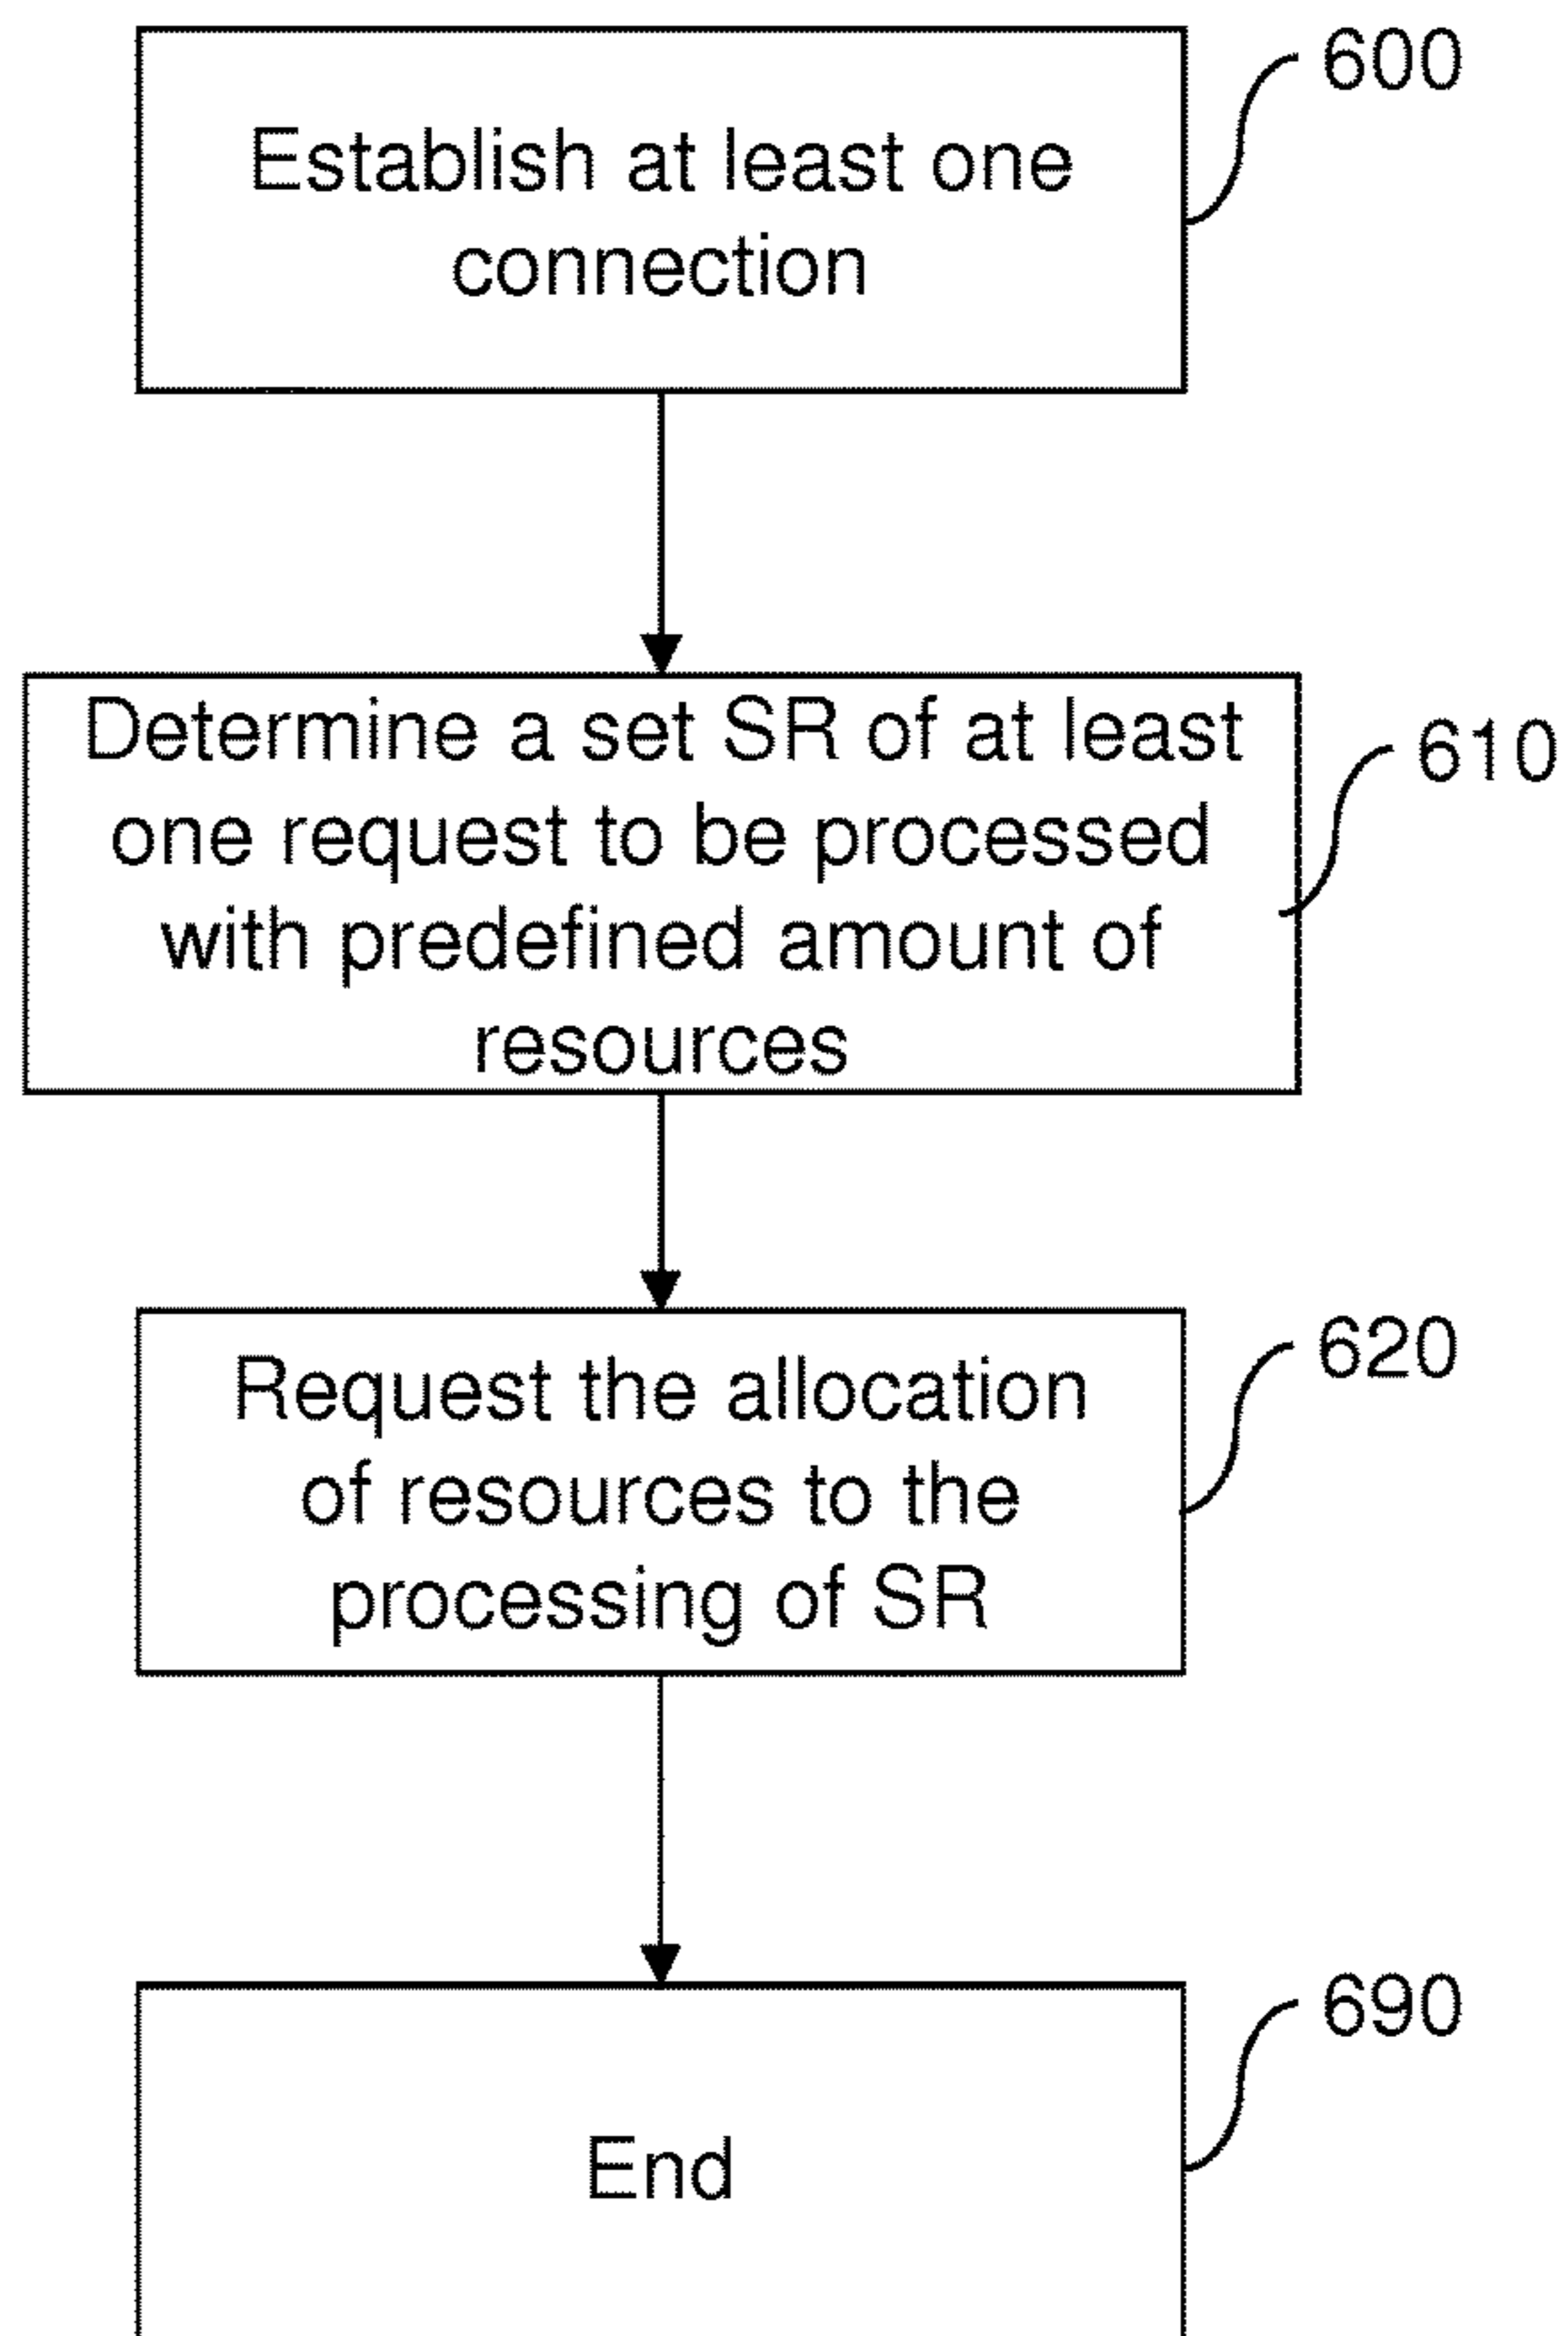 600
Establish at least one
connection
Determine a set SR of at least
one request to be processed
with predefined amount of
resources
610
Request the allocation
of resources to the
processing of SR
620
690
End